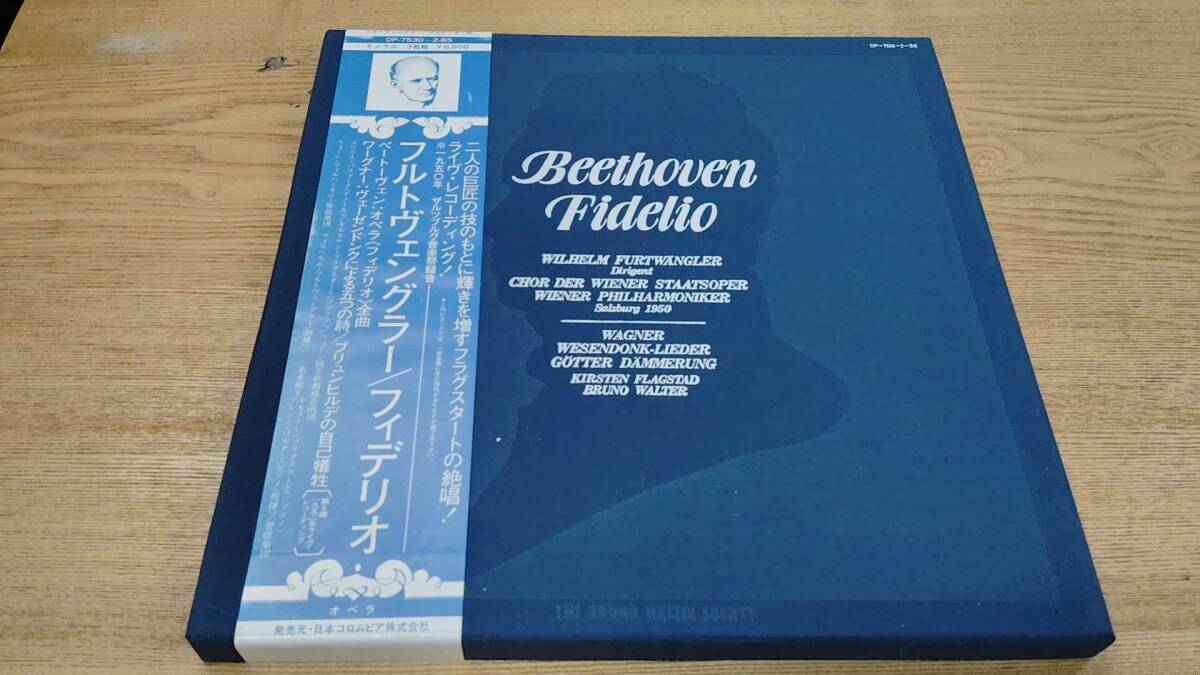 OP-7530-2-BS
モノラル 3枚組 ¥6,600
二人の巨匠の技のもとに輝きを増すフラグスタートの絶唱!
ライヴ・レコーディング!
※一九五〇年 ザルツブルグ音楽祭録音
フルトヴェングラー/フィデリオ
ベートーヴェン:オペラ〈フィデリオ〉全曲
ワーグナー:ヴェーゼンドンクによる五つの詩/ブリュンヒルデの自己犠牲
オペラ
発売元・日本コロムビア株式会社
Beethoven
Fidelio
WILHELM FURTWÄNGLER
Dirigent
CHOR DER WIENER STAATSOPER
WIENER PHILHARMONIKER
Salzburg 1950
WAGNER
WESENDONK-LIEDER
GÖTTER DÄMMERUNG
KIRSTEN FLAGSTAD
BRUNO WALTER
THE BRUNO WALTER SOCIETY